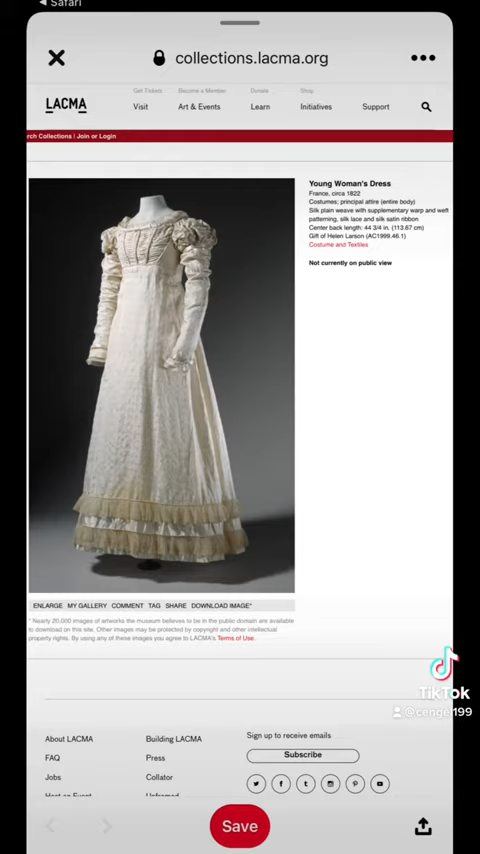 Safari
collections.lacma.org
LACMA
Get Tickets Become a Member Donate Shop
Visit Art & Events Learn Initiatives Support
rch Collections | Join or Login
Young Woman's Dress
France, circa 1822
Costumes; principal attire (entire body)
Silk plain weave with supplementary warp and weft
patterning, silk lace and silk satin ribbon
Center back length: 44 3/4 in. (113.67 cm)
Gift of Helen Larson (AC1999.46.1)
Costume and Textiles
Not currently on public view
ENLARGE MY GALLERY COMMENT TAG SHARE DOWNLOAD IMAGE*
* Nearly 20,000 images of artworks the museum believes to be in the public domain are available
to download on this site. Other images may be protected by copyright and other intellectual
property rights. By using any of these images you agree to LACMA's Terms of Use.
TikTok
@cenge1199
About LACMA Building LACMA Sign up to receive emails
FAQ Press Subscribe
Jobs Collator
Host an Event Unframed
Save